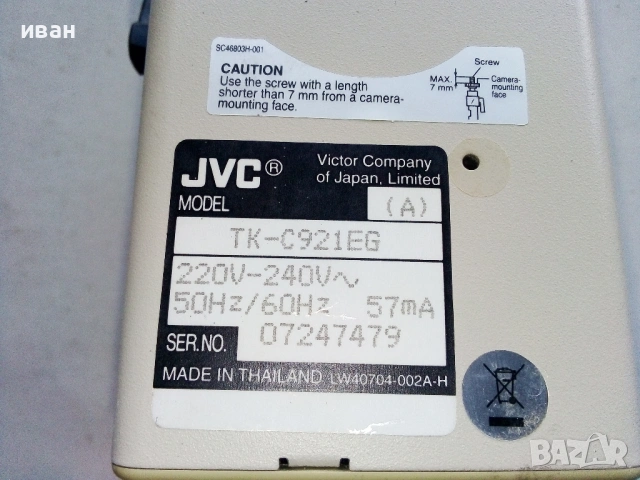 иван
SC46803H-001
CAUTION
Use the screw with a length
shorter than 7 mm from a camera-
mounting face.
Screw
MAX.
7 mm
Camera-
mounting
face
JVC®
Victor Company
of Japan, Limited
MODEL
(A)
TK-C921EG
220V-240V∿
50Hz/60Hz 57mA
SER.NO. 07247479
MADE IN THAILAND LW40704-002A-H
BAZAR